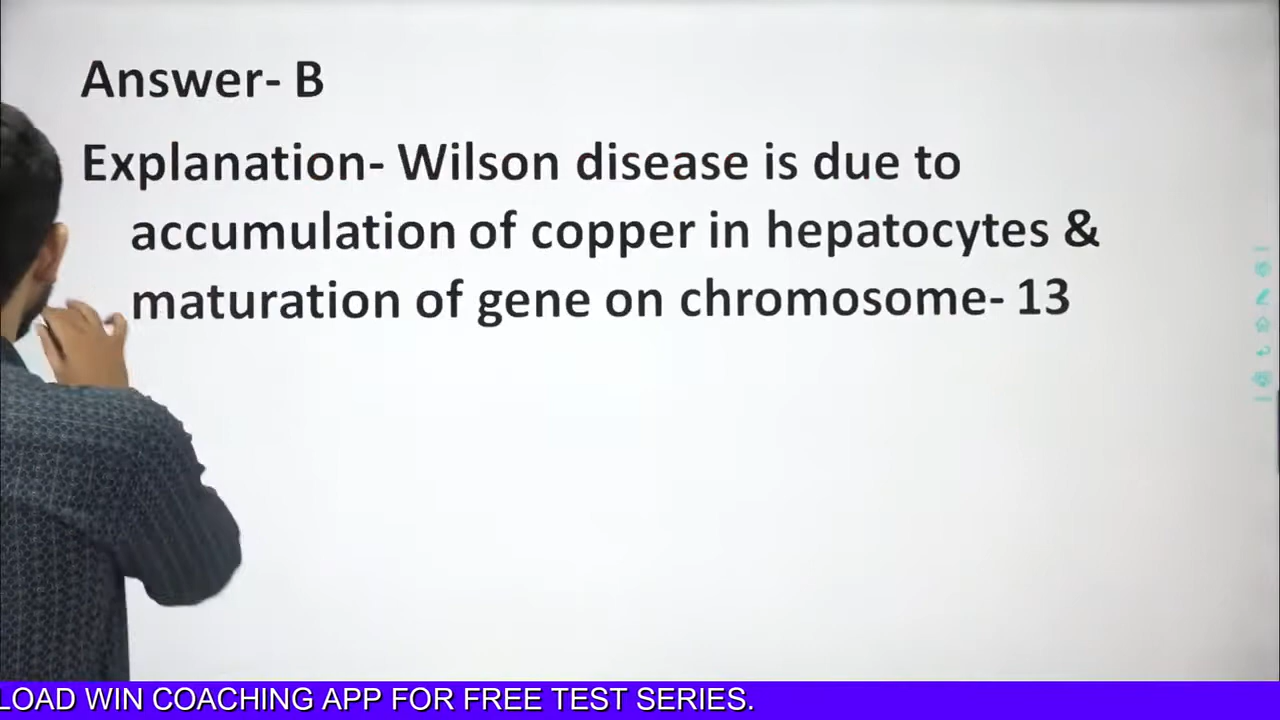 Answer- B
Explanation- Wilson disease is due to
accumulation of copper in hepatocytes &
maturation of gene on chromosome- 13
LOAD WIN COACHING APP FOR FREE TEST SERIES.